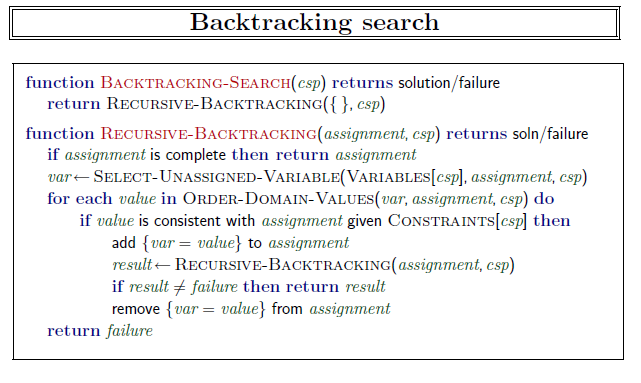 Backtracking search
function Backtracking-Search(csp) returns solution/failure
return Recursive-Backtracking({ }, csp)
function Recursive-Backtracking(assignment, csp) returns soln/failure
if assignment is complete then return assignment
var ← Select-Unassigned-Variable(Variables[csp], assignment, csp)
for each value in Order-Domain-Values(var, assignment, csp) do
if value is consistent with assignment given Constraints[csp] then
add {var = value} to assignment
result ← Recursive-Backtracking(assignment, csp)
if result ≠ failure then return result
remove {var = value} from assignment
return failure